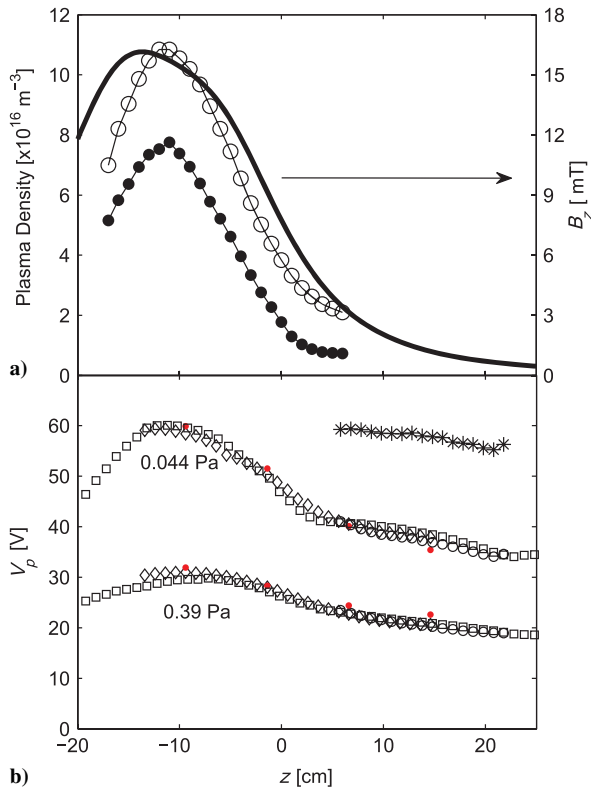 12 18
10 15
8 12
6 9
4 6
2 3
0 0
Plasma Density [x10^16 m^−3]
B_z [ mT]
a)
60
50
40
30
20
10
0
V_p [V]
0.044 Pa
0.39 Pa
−20 −10 0 10 20
b)
z [cm]